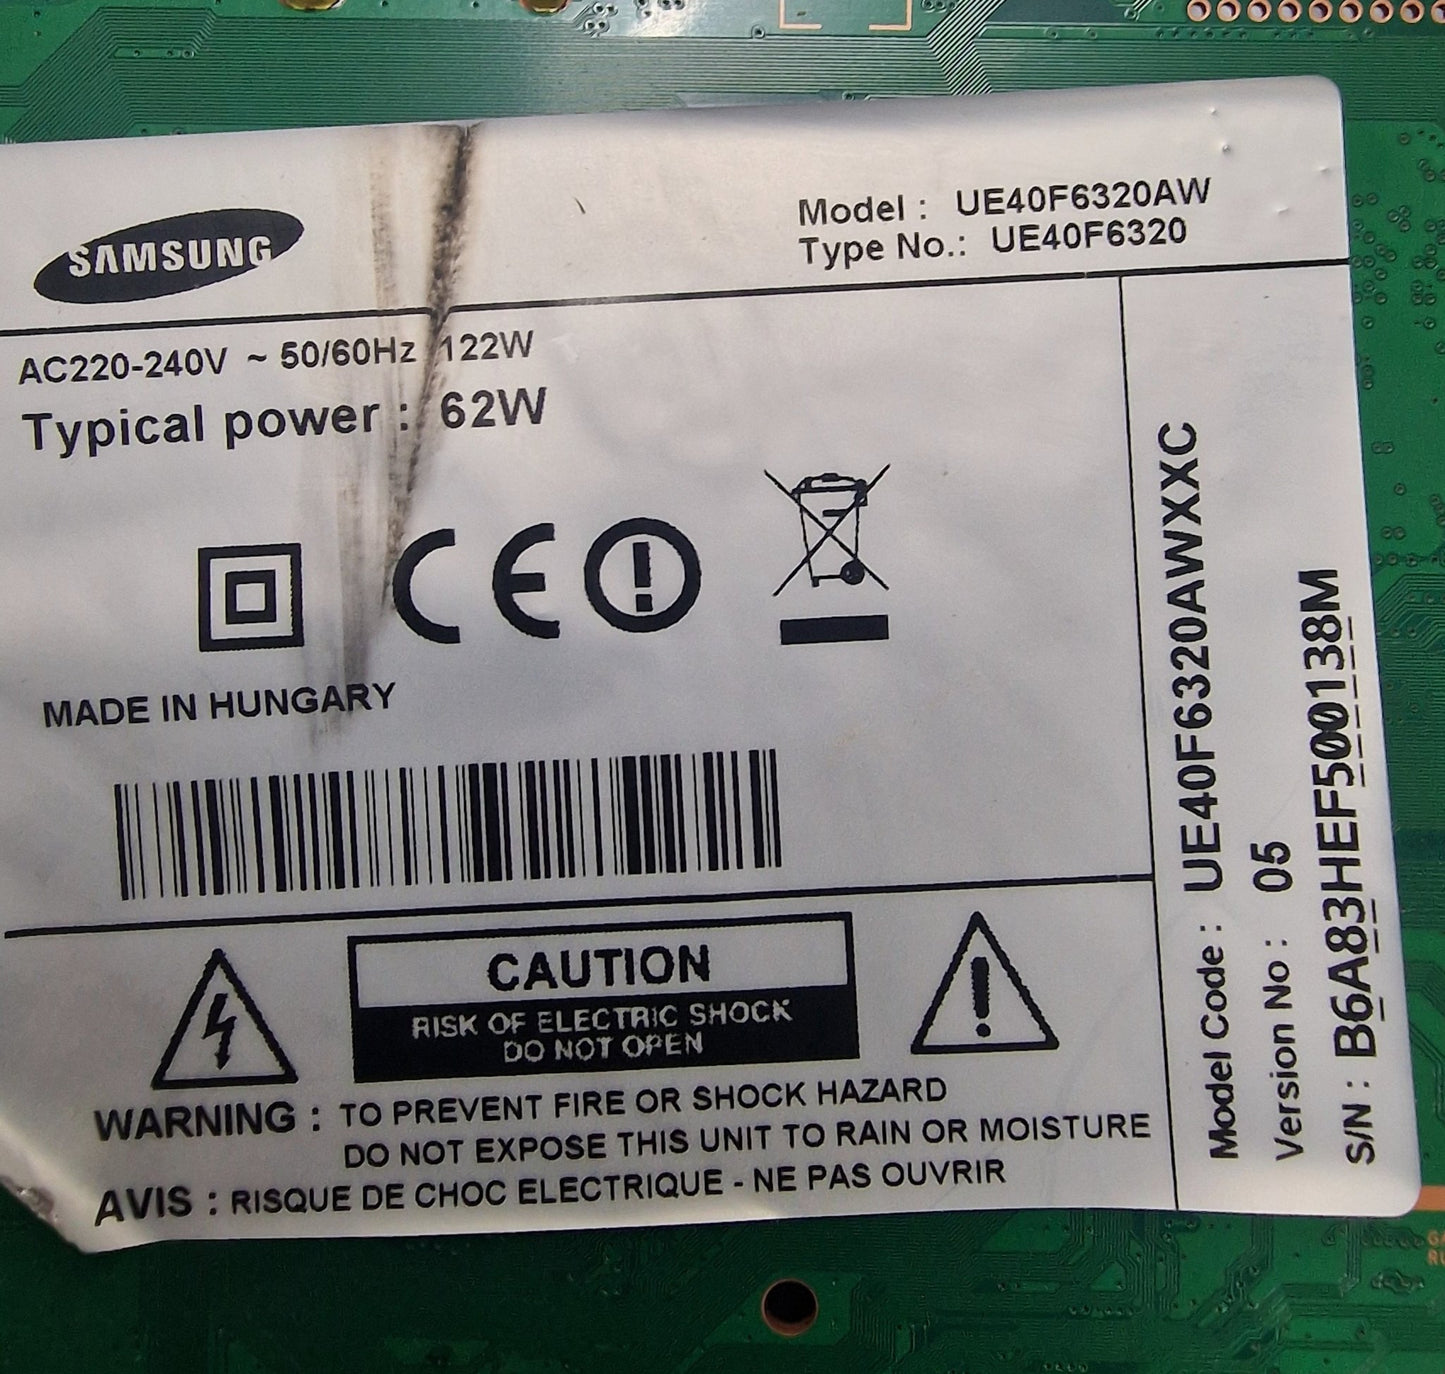 SAMSUNG
Model : UE40F6320AW
Type No.: UE40F6320
AC220-240V ~ 50/60Hz 122W
Typical power : 62W
CE
MADE IN HUNGARY
CAUTION
RISK OF ELECTRIC SHOCK
DO NOT OPEN
WARNING : TO PREVENT FIRE OR SHOCK HAZARD
DO NOT EXPOSE THIS UNIT TO RAIN OR MOISTURE
AVIS : RISQUE DE CHOC ELECTRIQUE - NE PAS OUVRIR
Model Code : UE40F6320AWXXC
Version No : 05
S/N : B6A83HEF500138M